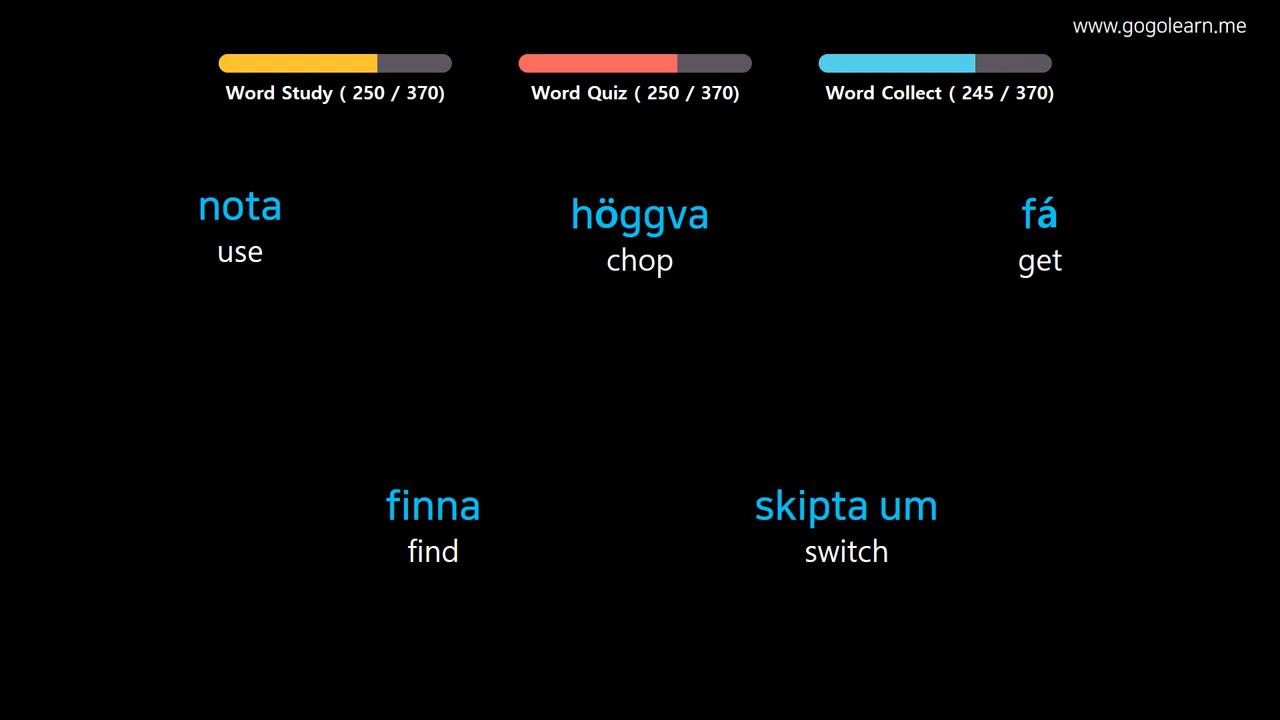 www.gogolearn.me
Word Study ( 250 / 370)
Word Quiz ( 250 / 370)
Word Collect ( 245 / 370)
nota
use
höggva
chop
fá
get
finna
find
skipta um
switch